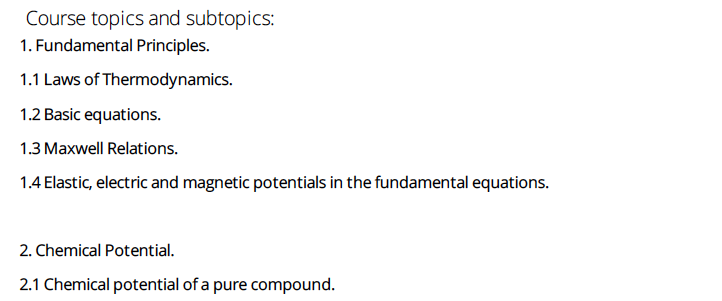 Course topics and subtopics:
1. Fundamental Principles.
1.1 Laws of Thermodynamics.
1.2 Basic equations.
1.3 Maxwell Relations.
1.4 Elastic, electric and magnetic potentials in the fundamental equations.
2. Chemical Potential.
2.1 Chemical potential of a pure compound.